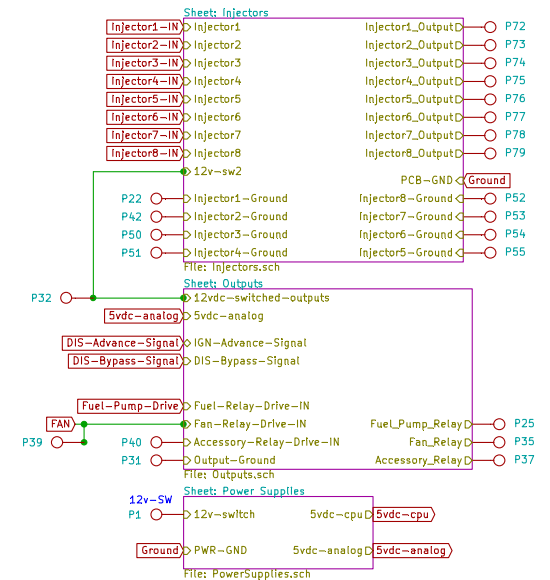 Sheet: Injectors
Injector1-IN Injector1 Injector1_Output P72
Injector2-IN Injector2 Injector2_Output P73
Injector3-IN Injector3 Injector3_Output P74
Injector4-IN Injector4 Injector4_Output P75
Injector5-IN Injector5 Injector5_Output P76
Injector6-IN Injector6 Injector6_Output P77
Injector7-IN Injector7 Injector7_Output P78
Injector8-IN Injector8 Injector8_Output P79
12v-sw2
PCB-GND Ground
P22 Injector1-Ground Injector8-Ground P52
P42 Injector2-Ground Injector7-Ground P53
P50 Injector3-Ground Injector6-Ground P54
P51 Injector4-Ground Injector5-Ground P55
File: Injectors.sch
Sheet: Outputs
P32 12vdc-switched-outputs
5vdc-analog 5vdc-analog
DIS-Advance-Signal IGN-Advance-Signal
DIS-Bypass-Signal DIS-Bypass-Signal
Fuel-Pump-Drive Fuel-Relay-Drive-IN
FAN Fan-Relay-Drive-IN Fuel_Pump_Relay P25
P39 P40 Accessory-Relay-Drive-IN Fan_Relay P35
P31 Output-Ground Accessory_Relay P37
File: Outputs.sch
Sheet: Power Supplies
12v-SW
P1 12v-switch 5vdc-cpu 5vdc-cpu
Ground PWR-GND 5vdc-analog 5vdc-analog
File: PowerSupplies.sch